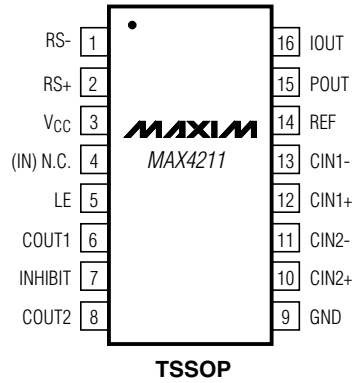 RS- 1 16 IOUT
RS+ 2 15 POUT
VCC 3 14 REF
MAXIM
(IN) N.C. 4 MAX4211 13 CIN1-
LE 5 12 CIN1+
COUT1 6 11 CIN2-
INHIBIT 7 10 CIN2+
COUT2 8 9 GND
TSSOP